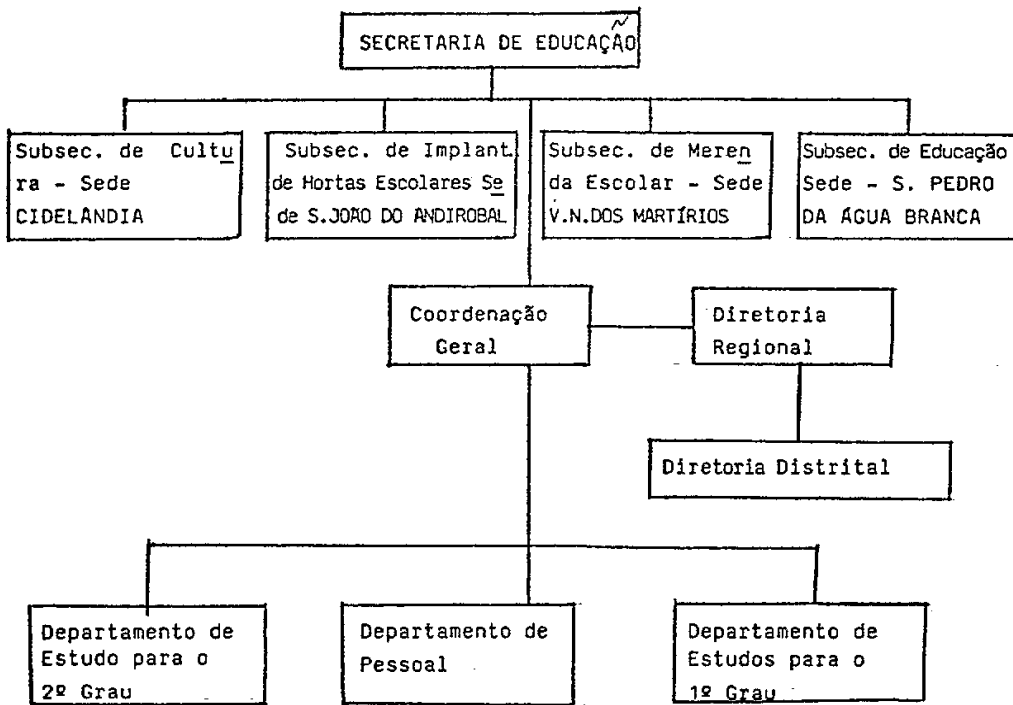 SECRETARIA DE EDUCAÇÃO
Subsec. de Cultu
ra - Sede
CIDELÂNDIA
Subsec. de Implant.
de Hortas Escolares Se
de S.JOÃO DO ANDIROBAL
Subsec. de Meren
da Escolar - Sede
V.N.DOS MARTÍRIOS
Subsec. de Educação
Sede - S. PEDRO
DA ÁGUA BRANCA
Coordenação
Geral
Diretoria
Regional
Diretoria Distrital
Departamento de
Estudo para o
2º Grau
Departamento de
Pessoal
Departamento de
Estudos para o
1º Grau